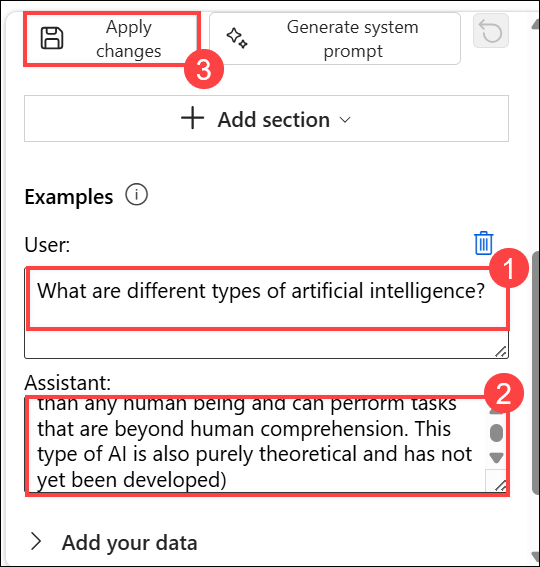 Apply
changes
3
Generate system
prompt
Add section
Examples
User:
1
What are different types of artificial intelligence?
Assistant:
2
than any human being and can perform tasks
that are beyond human comprehension. This
type of AI is also purely theoretical and has not
yet been developed)
Add your data